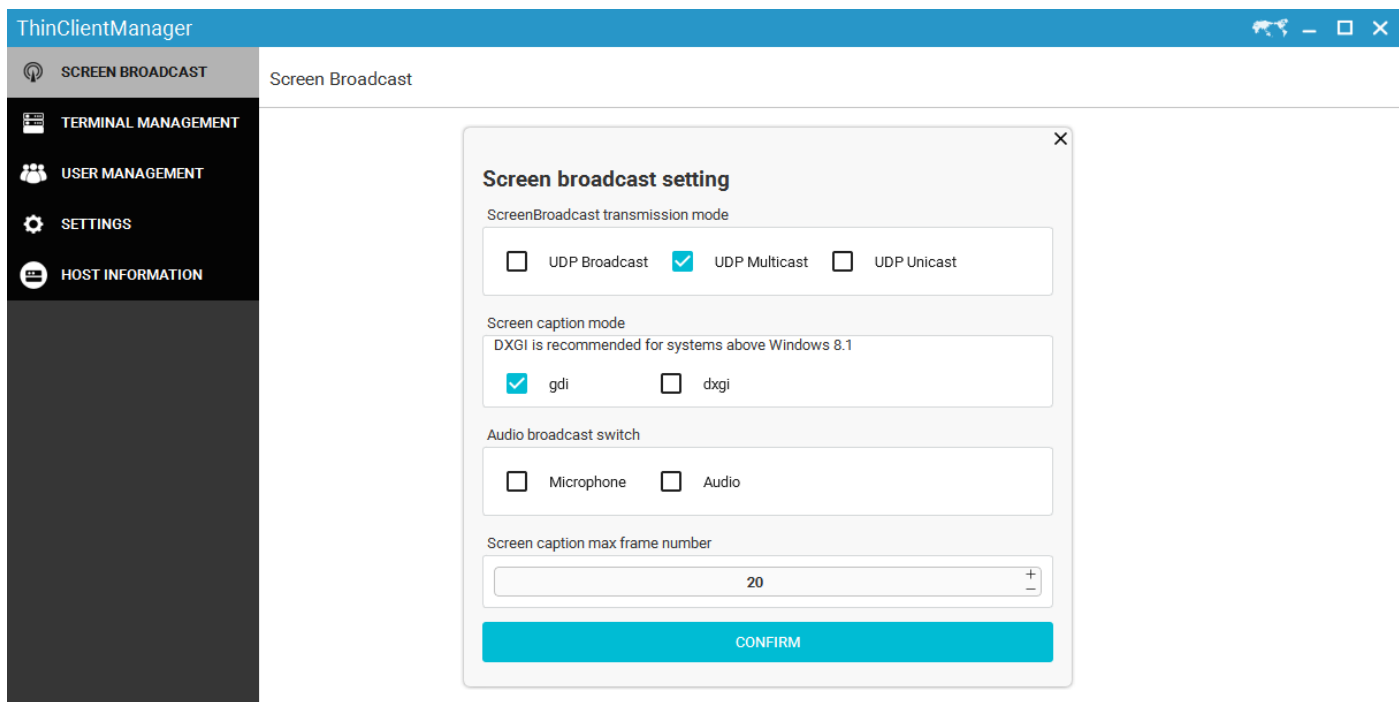 ThinClientManager
SCREEN BROADCAST
TERMINAL MANAGEMENT
USER MANAGEMENT
SETTINGS
HOST INFORMATION
Screen Broadcast
Screen broadcast setting
ScreenBroadcast transmission mode
UDP Broadcast UDP Multicast UDP Unicast
Screen caption mode
DXGI is recommended for systems above Windows 8.1
gdi dxgi
Audio broadcast switch
Microphone Audio
Screen caption max frame number
20
CONFIRM